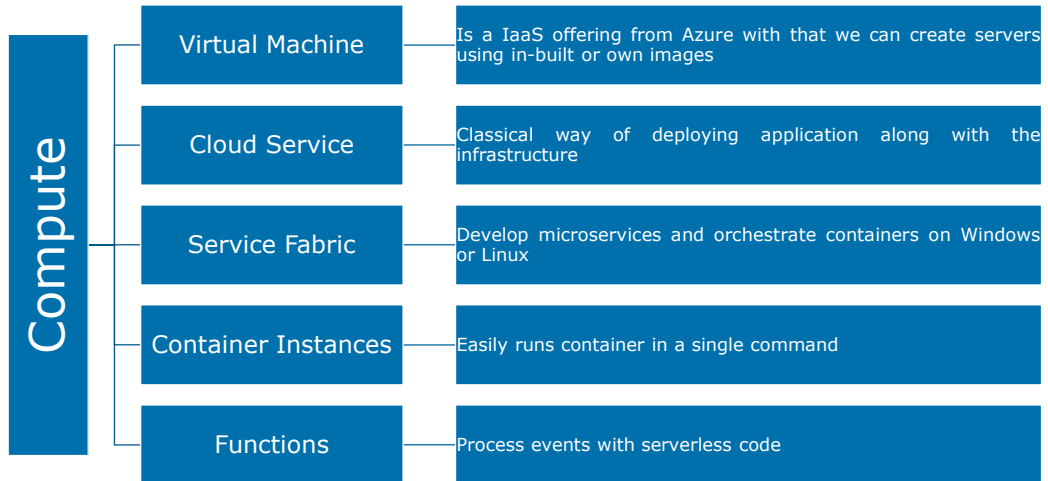 Compute
Virtual Machine
Is a IaaS offering from Azure with that we can create servers
using in-built or own images
Cloud Service
Classical way of deploying application along with the
infrastructure
Service Fabric
Develop microservices and orchestrate containers on Windows
or Linux
Container Instances
Easily runs container in a single command
Functions
Process events with serverless code